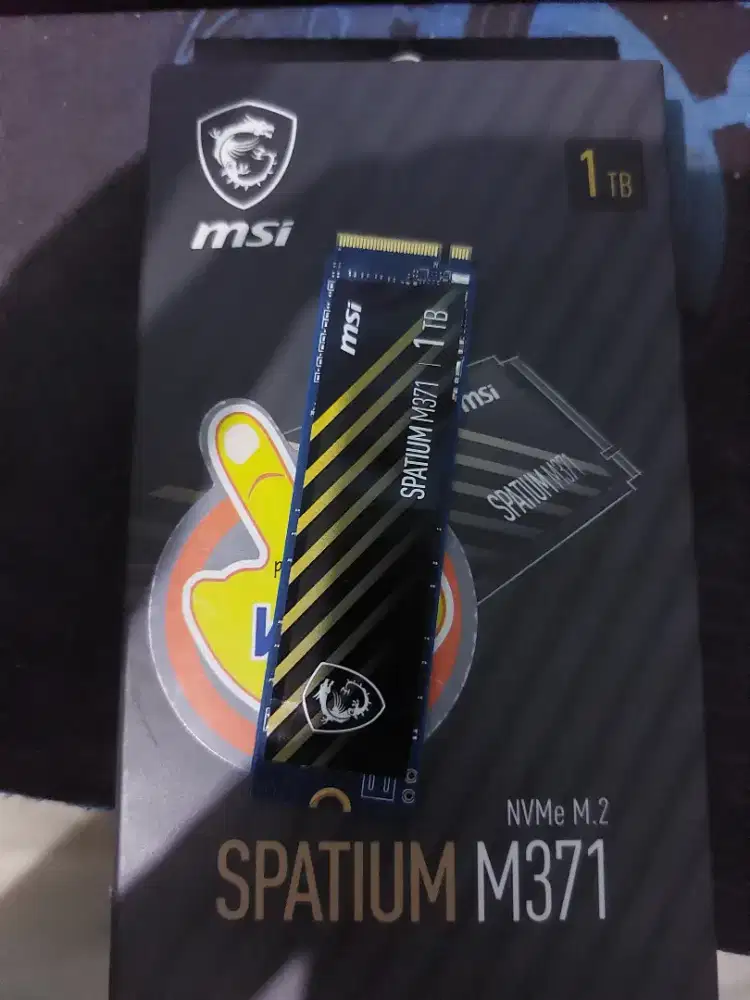 msi
1 TB
msi
SPATIUM M371 | 1 TB
msi
SPATIUM M371
NVMe M.2
SPATIUM M371